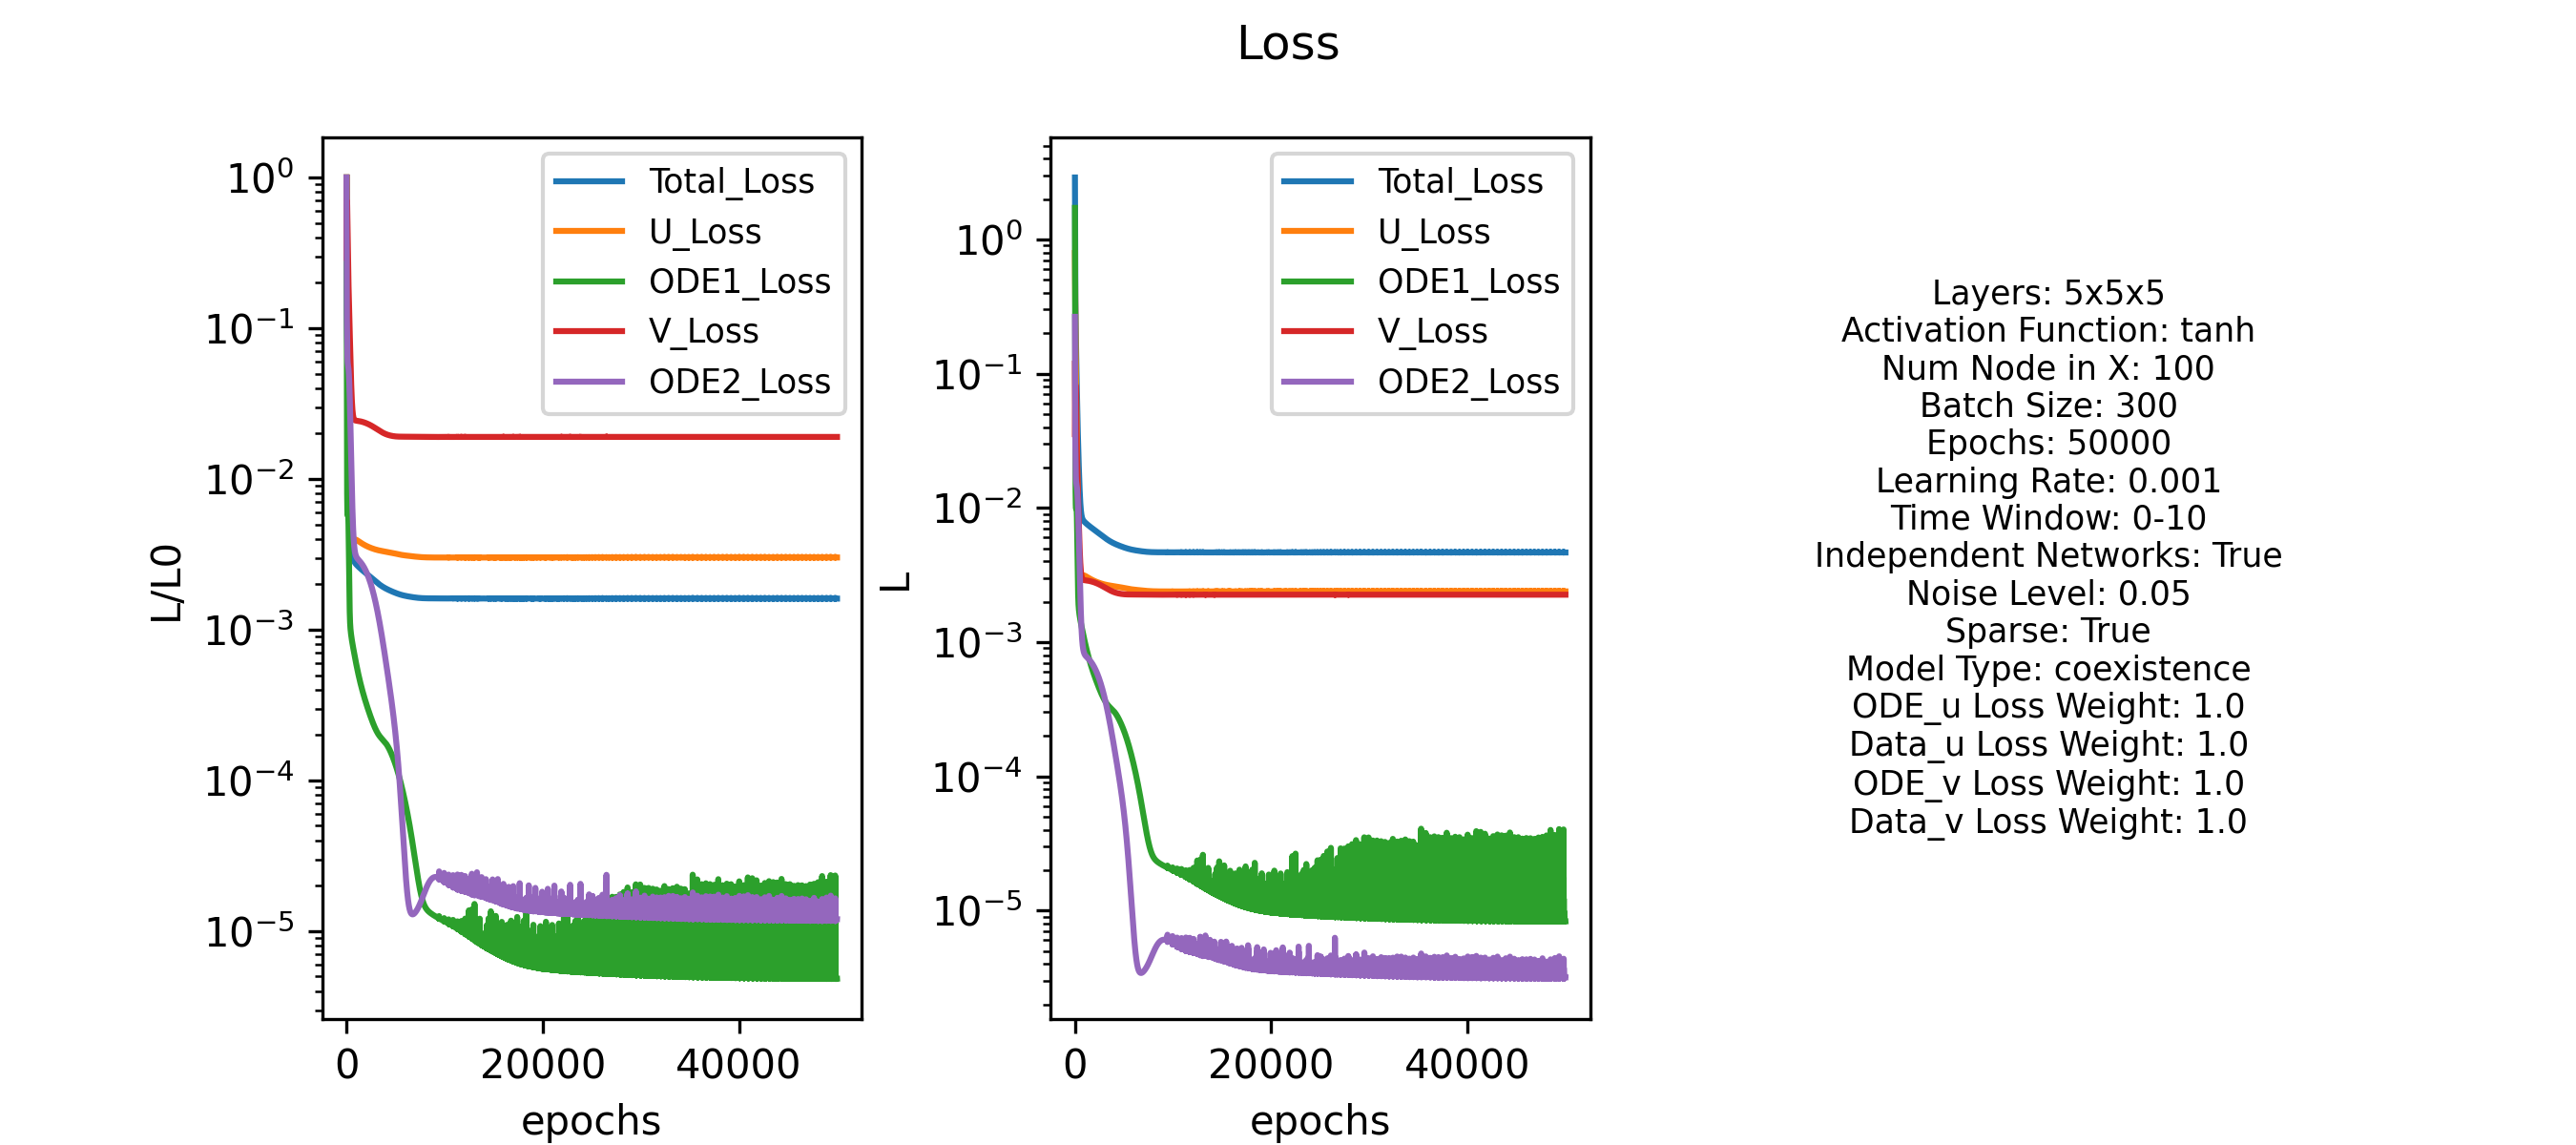 Loss
L/L0
10⁰
10⁻¹
10⁻²
10⁻³
10⁻⁴
10⁻⁵
0
20000
40000
epochs
Total_Loss
U_Loss
ODE1_Loss
V_Loss
ODE2_Loss
L
10⁰
10⁻¹
10⁻²
10⁻³
10⁻⁴
10⁻⁵
0
20000
40000
epochs
Total_Loss
U_Loss
ODE1_Loss
V_Loss
ODE2_Loss
Layers: 5x5x5
Activation Function: tanh
Num Node in X: 100
Batch Size: 300
Epochs: 50000
Learning Rate: 0.001
Time Window: 0-10
Independent Networks: True
Noise Level: 0.05
Sparse: True
Model Type: coexistence
ODE_u Loss Weight: 1.0
Data_u Loss Weight: 1.0
ODE_v Loss Weight: 1.0
Data_v Loss Weight: 1.0